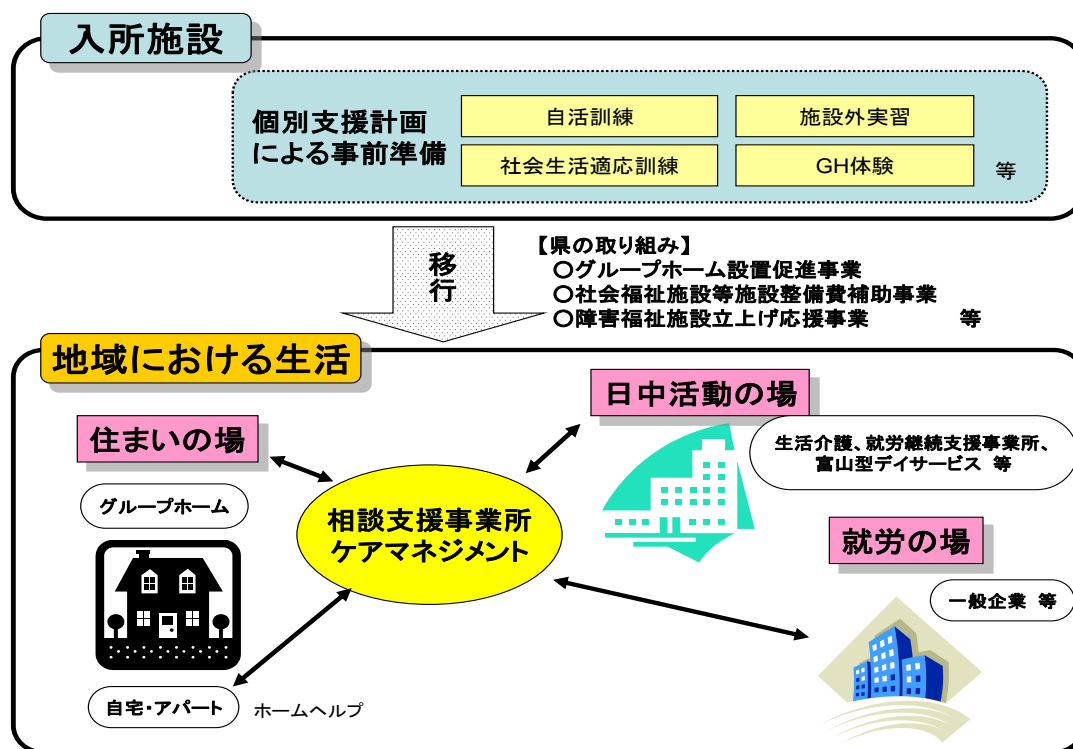 入所施設
個別支援計画
による事前準備
自活訓練
施設外実習
社会生活適応訓練
GH体験
等
移行
【県の取り組み】
○グループホーム設置促進事業
○社会福祉施設等施設整備費補助事業
○障害福祉施設立上げ応援事業 等
地域における生活
日中活動の場
住まいの場
生活介護、就労継続支援事業所、
富山型デイサービス 等
グループホーム
相談支援事業所
ケアマネジメント
就労の場
一般企業 等
自宅・アパート
ホームヘルプ